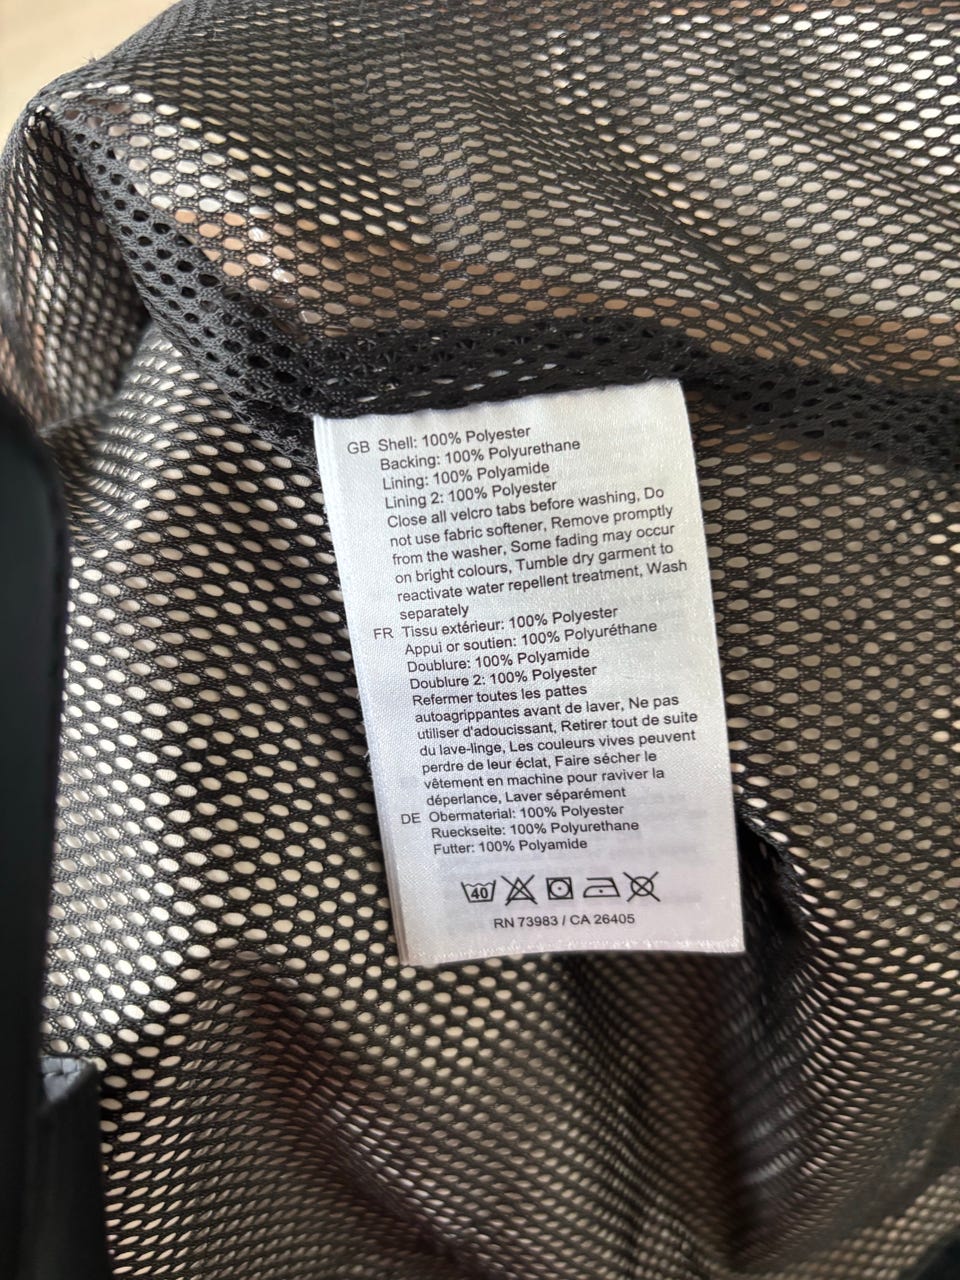 GB Shell: 100% Polyester
Backing: 100% Polyurethane
Lining: 100% Polyamide
Lining 2: 100% Polyester
Close all velcro tabs before washing, Do
not use fabric softener, Remove promptly
from the washer, Some fading may occur
on bright colours, Tumble dry garment to
reactivate water repellent treatment, Wash
separately
FR Tissu extérieur: 100% Polyester
Appui or soutien: 100% Polyuréthane
Doublure: 100% Polyamide
Doublure 2: 100% Polyester
Refermer toutes les pattes
autoagrippantes avant de laver, Ne pas
utiliser d'adoucissant, Retirer tout de suite
du lave-linge, Les couleurs vives peuvent
perdre de leur éclat, Faire sécher le
vêtement en machine pour raviver la
déperlance, Laver séparément
DE Obermaterial: 100% Polyester
Rueckseite: 100% Polyurethane
Futter: 100% Polyamide
40
RN 73983 / CA 26405